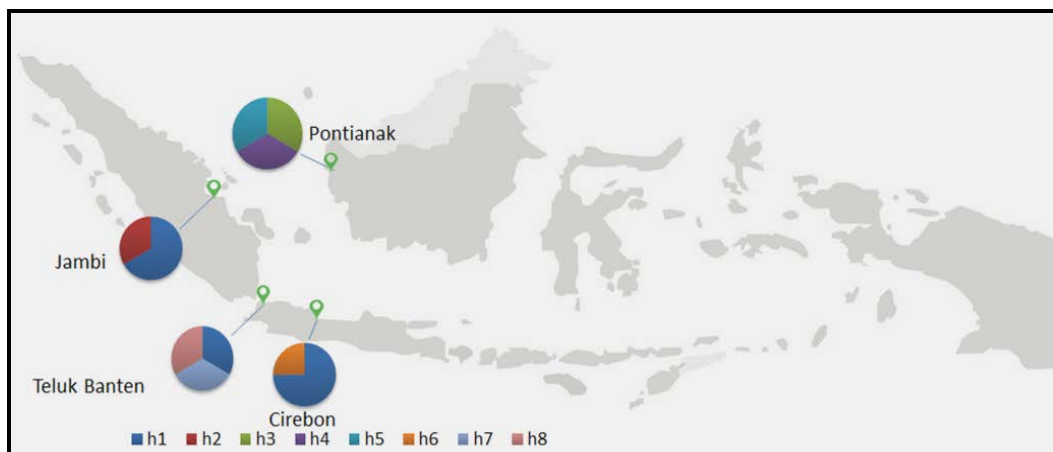 Pontianak
Jambi
Teluk Banten
Cirebon
h1 h2 h3 h4 h5 h6 h7 h8